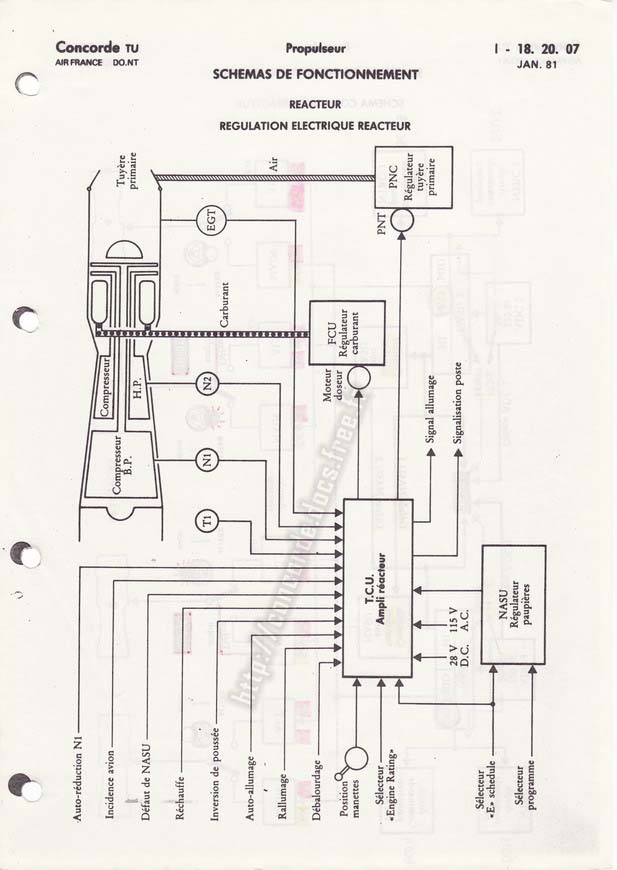 Concorde TU
AIR FRANCE DO.NT
Propulseur
I - 18. 20. 07
JAN. 81
SCHEMAS DE FONCTIONNEMENT
REACTEUR
REGULATION ELECTRIQUE REACTEUR
Tuyère
primaire
Air
PNC
Régulateur
tuyère
primaire
PNT
EGT
Carburant
FCU
Régulateur
carburant
Moteur
doseur
Compresseur
H.P.
N2
Compresseur
B.P.
N1
T1
Signal allumage
Signalisation poste
T.C.U.
Ampli réacteur
NASU
Régulateur
paupières
115 V
A.C.
28 V
D.C.
Auto-réduction N1
Incidence avion
Défaut de NASU
Réchauffe
Inversion de poussée
Auto-allumage
Rallumage
Débalourdage
Position
manettes
Sélecteur
«Engine Rating»
Sélecteur
«E» schedule
Sélecteur
programme
http://concordedocs.free.fr